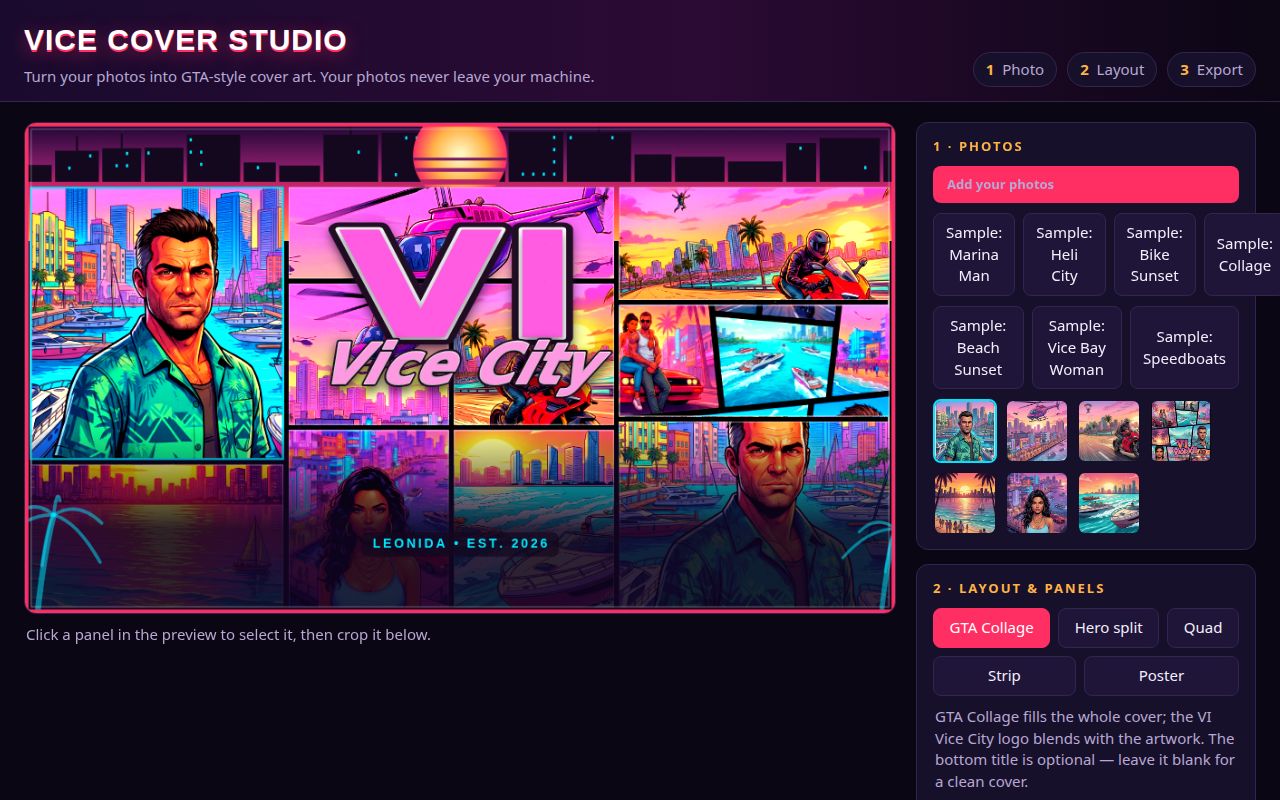 VICE COVER STUDIO
Turn your photos into GTA-style cover art. Your photos never leave your machine.
1 Photo
2 Layout
3 Export
VI
Vice City
LEONIDA • EST. 2026
Click a panel in the preview to select it, then crop it below.
1 · PHOTOS
Add your photos
Sample:
Marina
Man
Sample:
Heli
City
Sample:
Bike
Sunset
Sample:
Collage
Sample:
Beach
Sunset
Sample:
Vice Bay
Woman
Sample:
Speedboats
2 · LAYOUT & PANELS
GTA Collage
Hero split
Quad
Strip
Poster
GTA Collage fills the whole cover; the VI
Vice City logo blends with the artwork. The
bottom title is optional — leave it blank for
a clean cover.